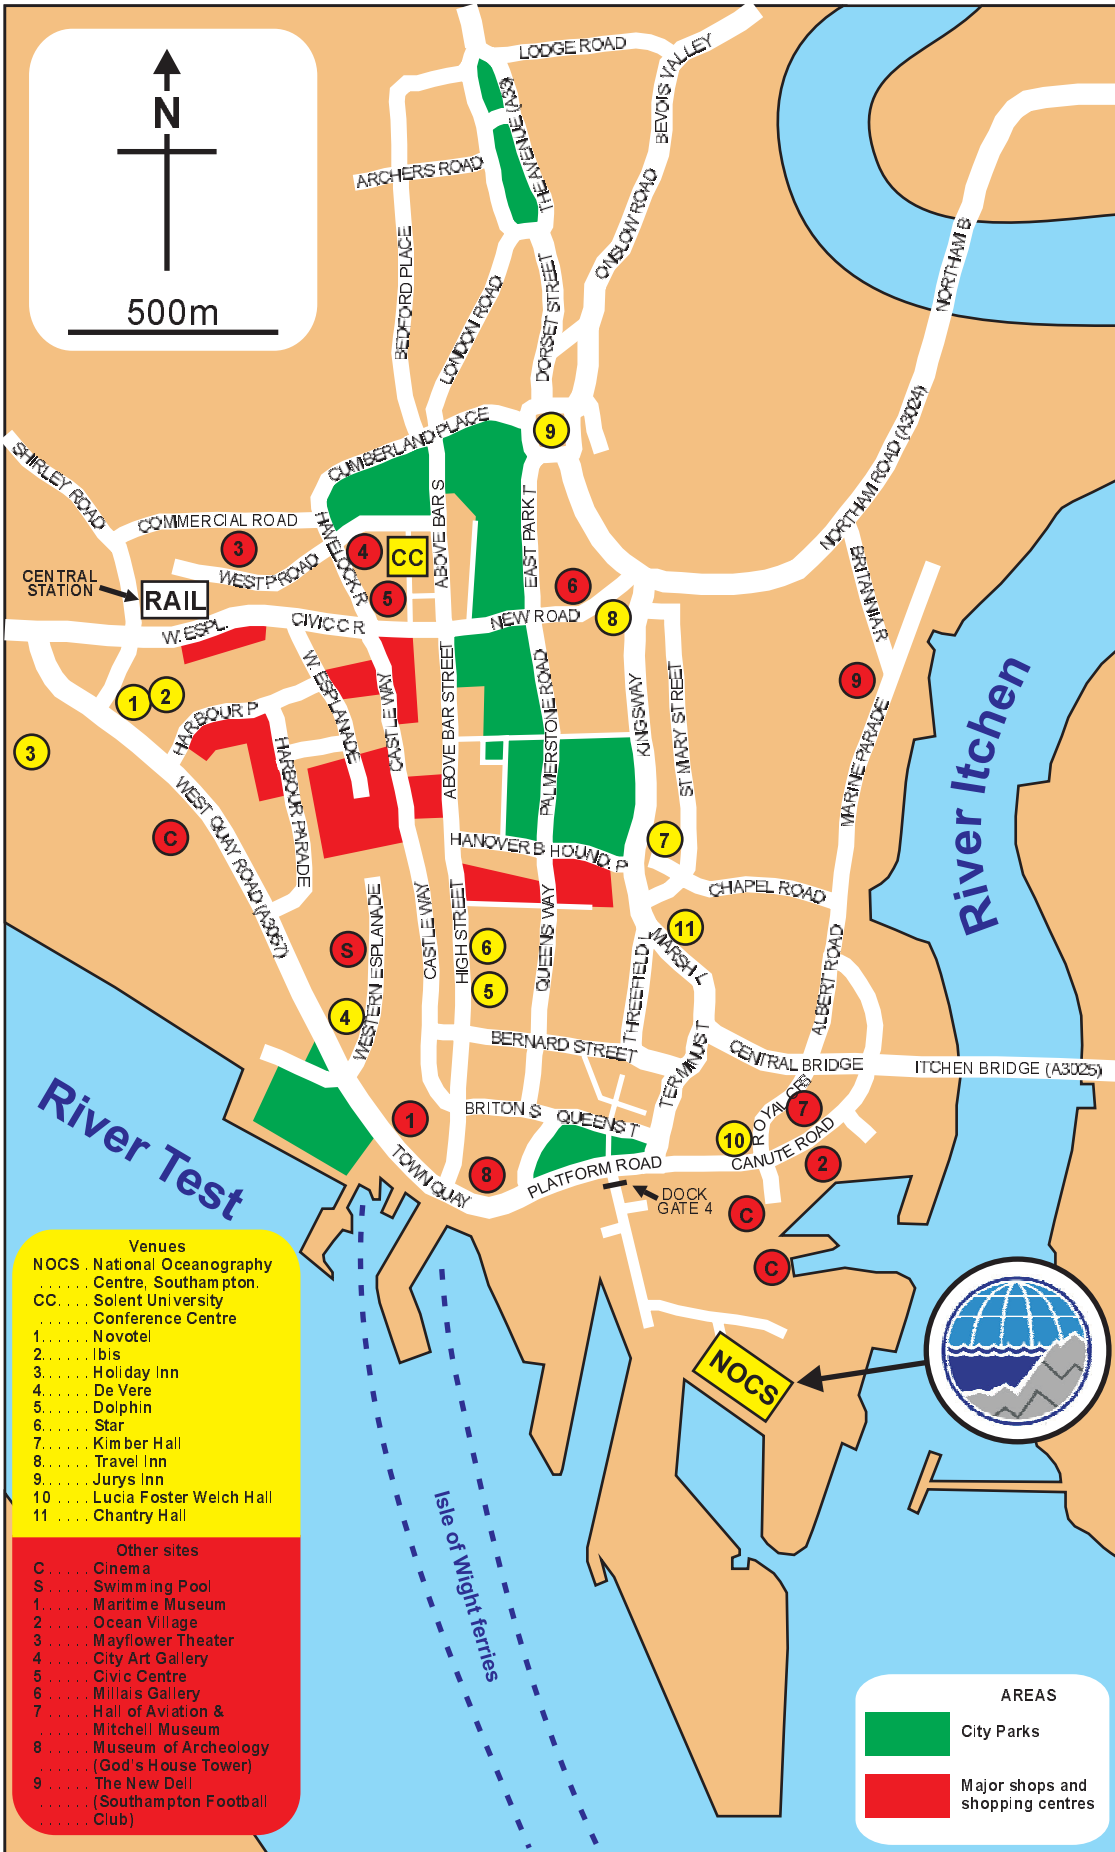 LODGE ROAD
BEVOIS VALLEY
THE AVENUE (A33)
N
ARCHERS ROAD
500m
BEDFORD PLACE
LONDON ROAD
DORSET STREET
ONSLOW ROAD
NORTHAM B
NORTHAM ROAD (A3024)
CUMBERLAND PLACE
9
SHIRLEY ROAD
COMMERCIAL ROAD
HAVELOCK R
ABOVE BAR S
EAST PARK T
3
4
CC
WEST P ROAD
5
6
CENTRAL
STATION
RAIL
BRITANNIA R
W. ESPL.
CIVIC C R
NEW ROAD
8
1
2
3
HARBOUR P
W. ESPLANADE
CASTLE WAY
ABOVE BAR STREET
PALMERSTONE ROAD
KINGSWAY
ST MARY STREET
9
MARINE PARADE
River Itchen
HARBOUR PARADE
WEST QUAY ROAD (A3057)
C
HANOVER B
HOUND. P
7
CHAPEL ROAD
S
WESTERN ESPLANADE
4
CASTLE WAY
HIGH STREET
6
5
QUEENS WAY
THREEFIELD L
MARSH L
11
ALBERT ROAD
BERNARD STREET
TERMINUS T
CENTRAL BRIDGE
ITCHEN BRIDGE (A3025)
River Test
1
BRITON S
QUEENS T
ROYAL CRS
7
10
CANUTE ROAD
2
TOWN QUAY
8
PLATFORM ROAD
DOCK
GATE 4
C
C
NOCS
Isle of Wight ferries
Venues
NOCS . National Oceanography
. . . . . . Centre, Southampton.
CC. . . . Solent University
. . . . . . Conference Centre
1. . . . . . Novotel
2. . . . . . Ibis
3. . . . . . Holiday Inn
4. . . . . . De Vere
5. . . . . . Dolphin
6. . . . . . Star
7. . . . . . Kimber Hall
8. . . . . . Travel Inn
9. . . . . . Jurys Inn
10 . . . . Lucia Foster Welch Hall
11 . . . . Chantry Hall
Other sites
C . . . . . Cinema
S . . . . . Swimming Pool
1 . . . . . Maritime Museum
2 . . . . . Ocean Village
3 . . . . . Mayflower Theater
4 . . . . . City Art Gallery
5 . . . . . Civic Centre
6 . . . . . Millais Gallery
7 . . . . . Hall of Aviation &
. . . . . . Mitchell Museum
8 . . . . . Museum of Archeology
. . . . . . (God's House Tower)
9 . . . . . The New Dell
. . . . . . (Southampton Football
. . . . . . Club)
AREAS
City Parks
Major shops and
shopping centres